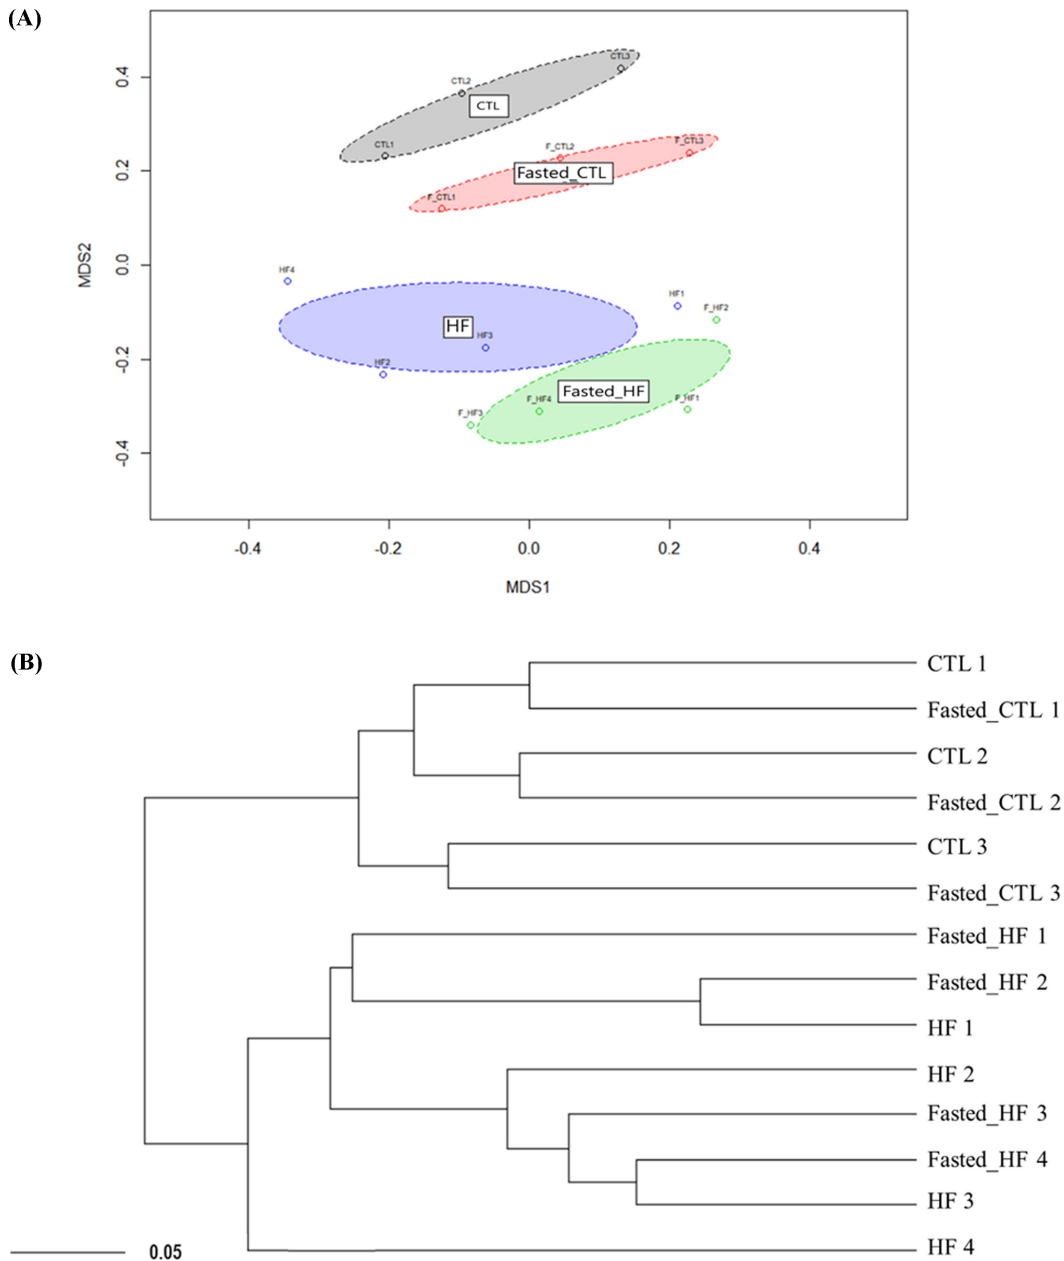 (A)
0.4
0.2
0.0
-0.2
-0.4
MDS2
CTL3
CTL2
CTL
CTL1
F_CTL2
F_CTL3
Fasted_CTL
F_CTL1
HF4
HF1
F_HF2
HF
HF3
HF2
Fasted_HF
F_HF4
F_HF1
F_HF3
-0.4
-0.2
0.0
0.2
0.4
MDS1
(B)
CTL 1
Fasted_CTL 1
CTL 2
Fasted_CTL 2
CTL 3
Fasted_CTL 3
Fasted_HF 1
Fasted_HF 2
HF 1
HF 2
Fasted_HF 3
Fasted_HF 4
HF 3
HF 4
0.05